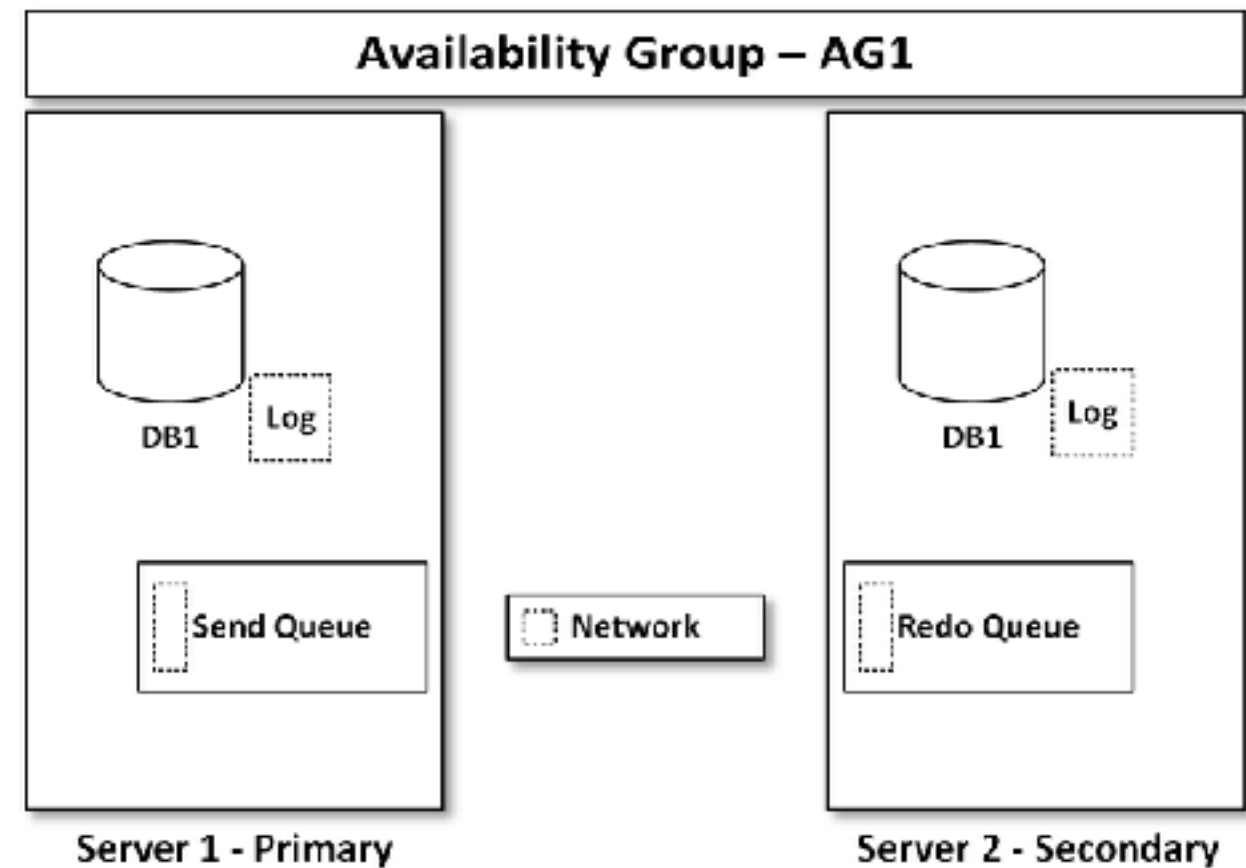 Availability Group – AG1
Log
DB1
Send Queue
Server 1 - Primary
Network
Log
DB1
Redo Queue
Server 2 - Secondary